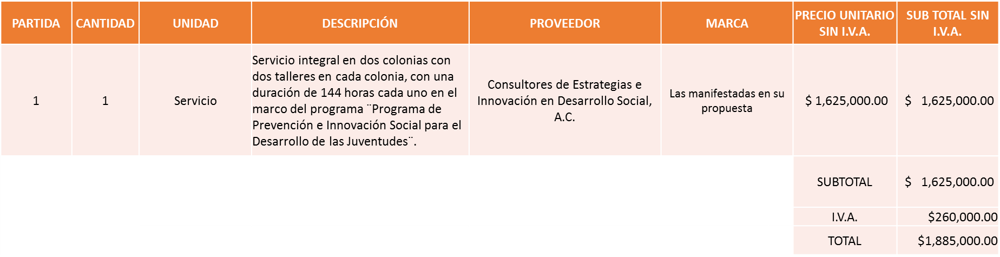 PARTIDA
CANTIDAD
UNIDAD
DESCRIPCIÓN
PROVEEDOR
MARCA
PRECIO UNITARIO
SIN I.V.A.
SUB TOTAL SIN
I.V.A.
1
1
Servicio
Servicio integral en dos colonias con
dos talleres en cada colonia, con una
duración de 144 horas cada uno en el
marco del programa ¨Programa de
Prevención e Innovación Social para el
Desarrollo de las Juventudes¨.
Consultores de Estrategias e
Innovación en Desarrollo Social,
A.C.
Las manifestadas en su
propuesta
$ 1,625,000.00
$ 1,625,000.00
SUBTOTAL
$ 1,625,000.00
I.V.A.
$260,000.00
TOTAL
$1,885,000.00